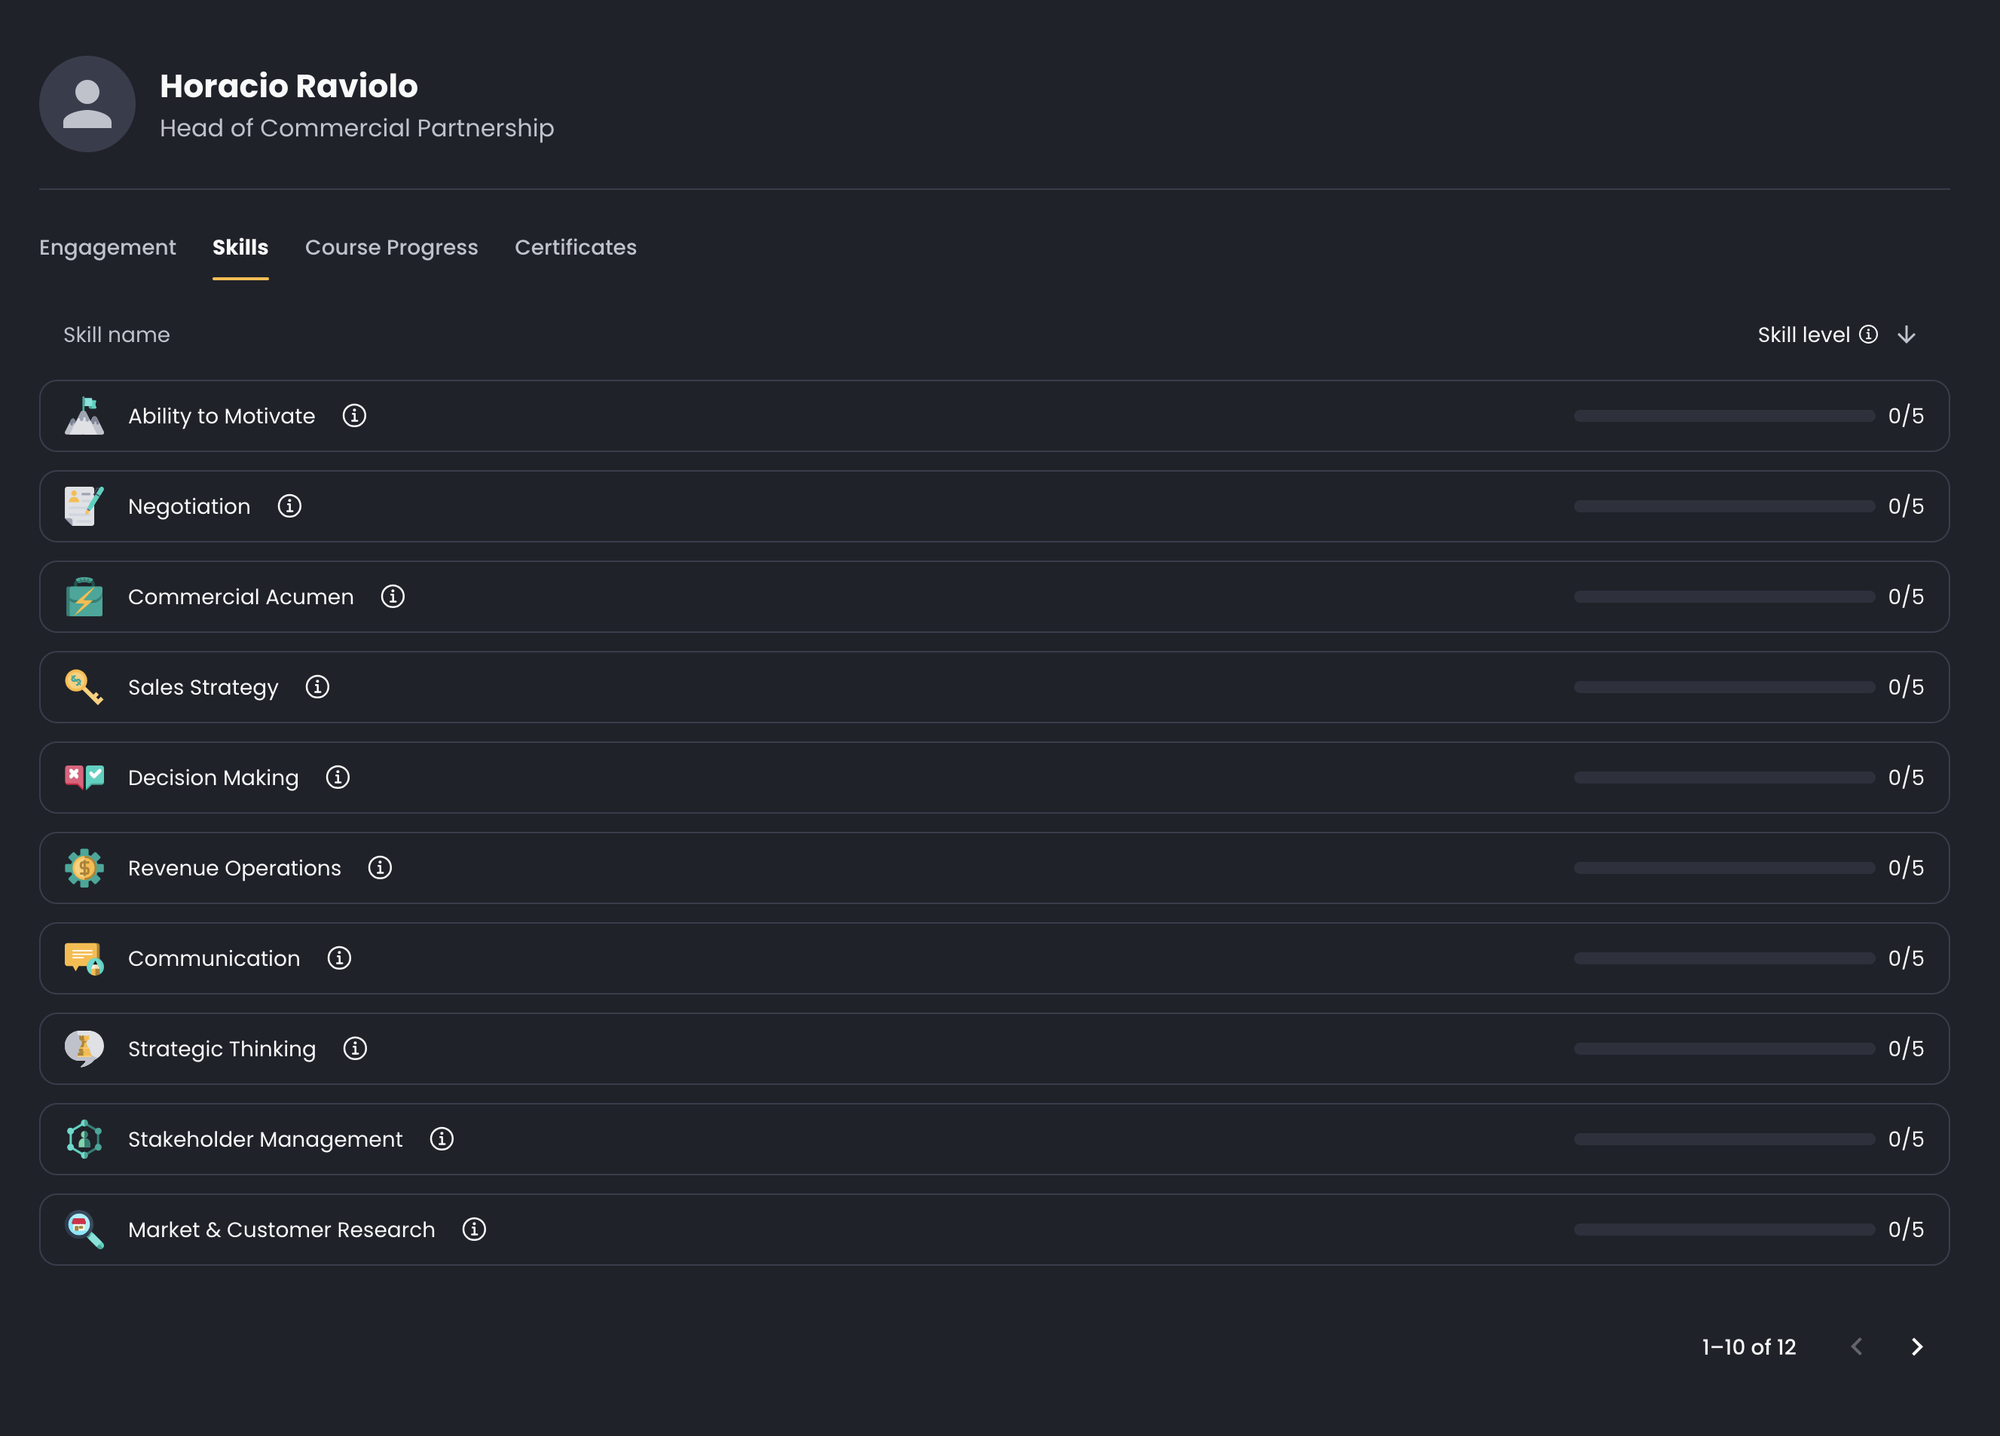 Horacio Raviolo
Head of Commercial Partnership
Engagement Skills Course Progress Certificates
Skill name Skill level
Ability to Motivate 0/5
Negotiation 0/5
Commercial Acumen 0/5
Sales Strategy 0/5
Decision Making 0/5
Revenue Operations 0/5
Communication 0/5
Strategic Thinking 0/5
Stakeholder Management 0/5
Market & Customer Research 0/5
1–10 of 12